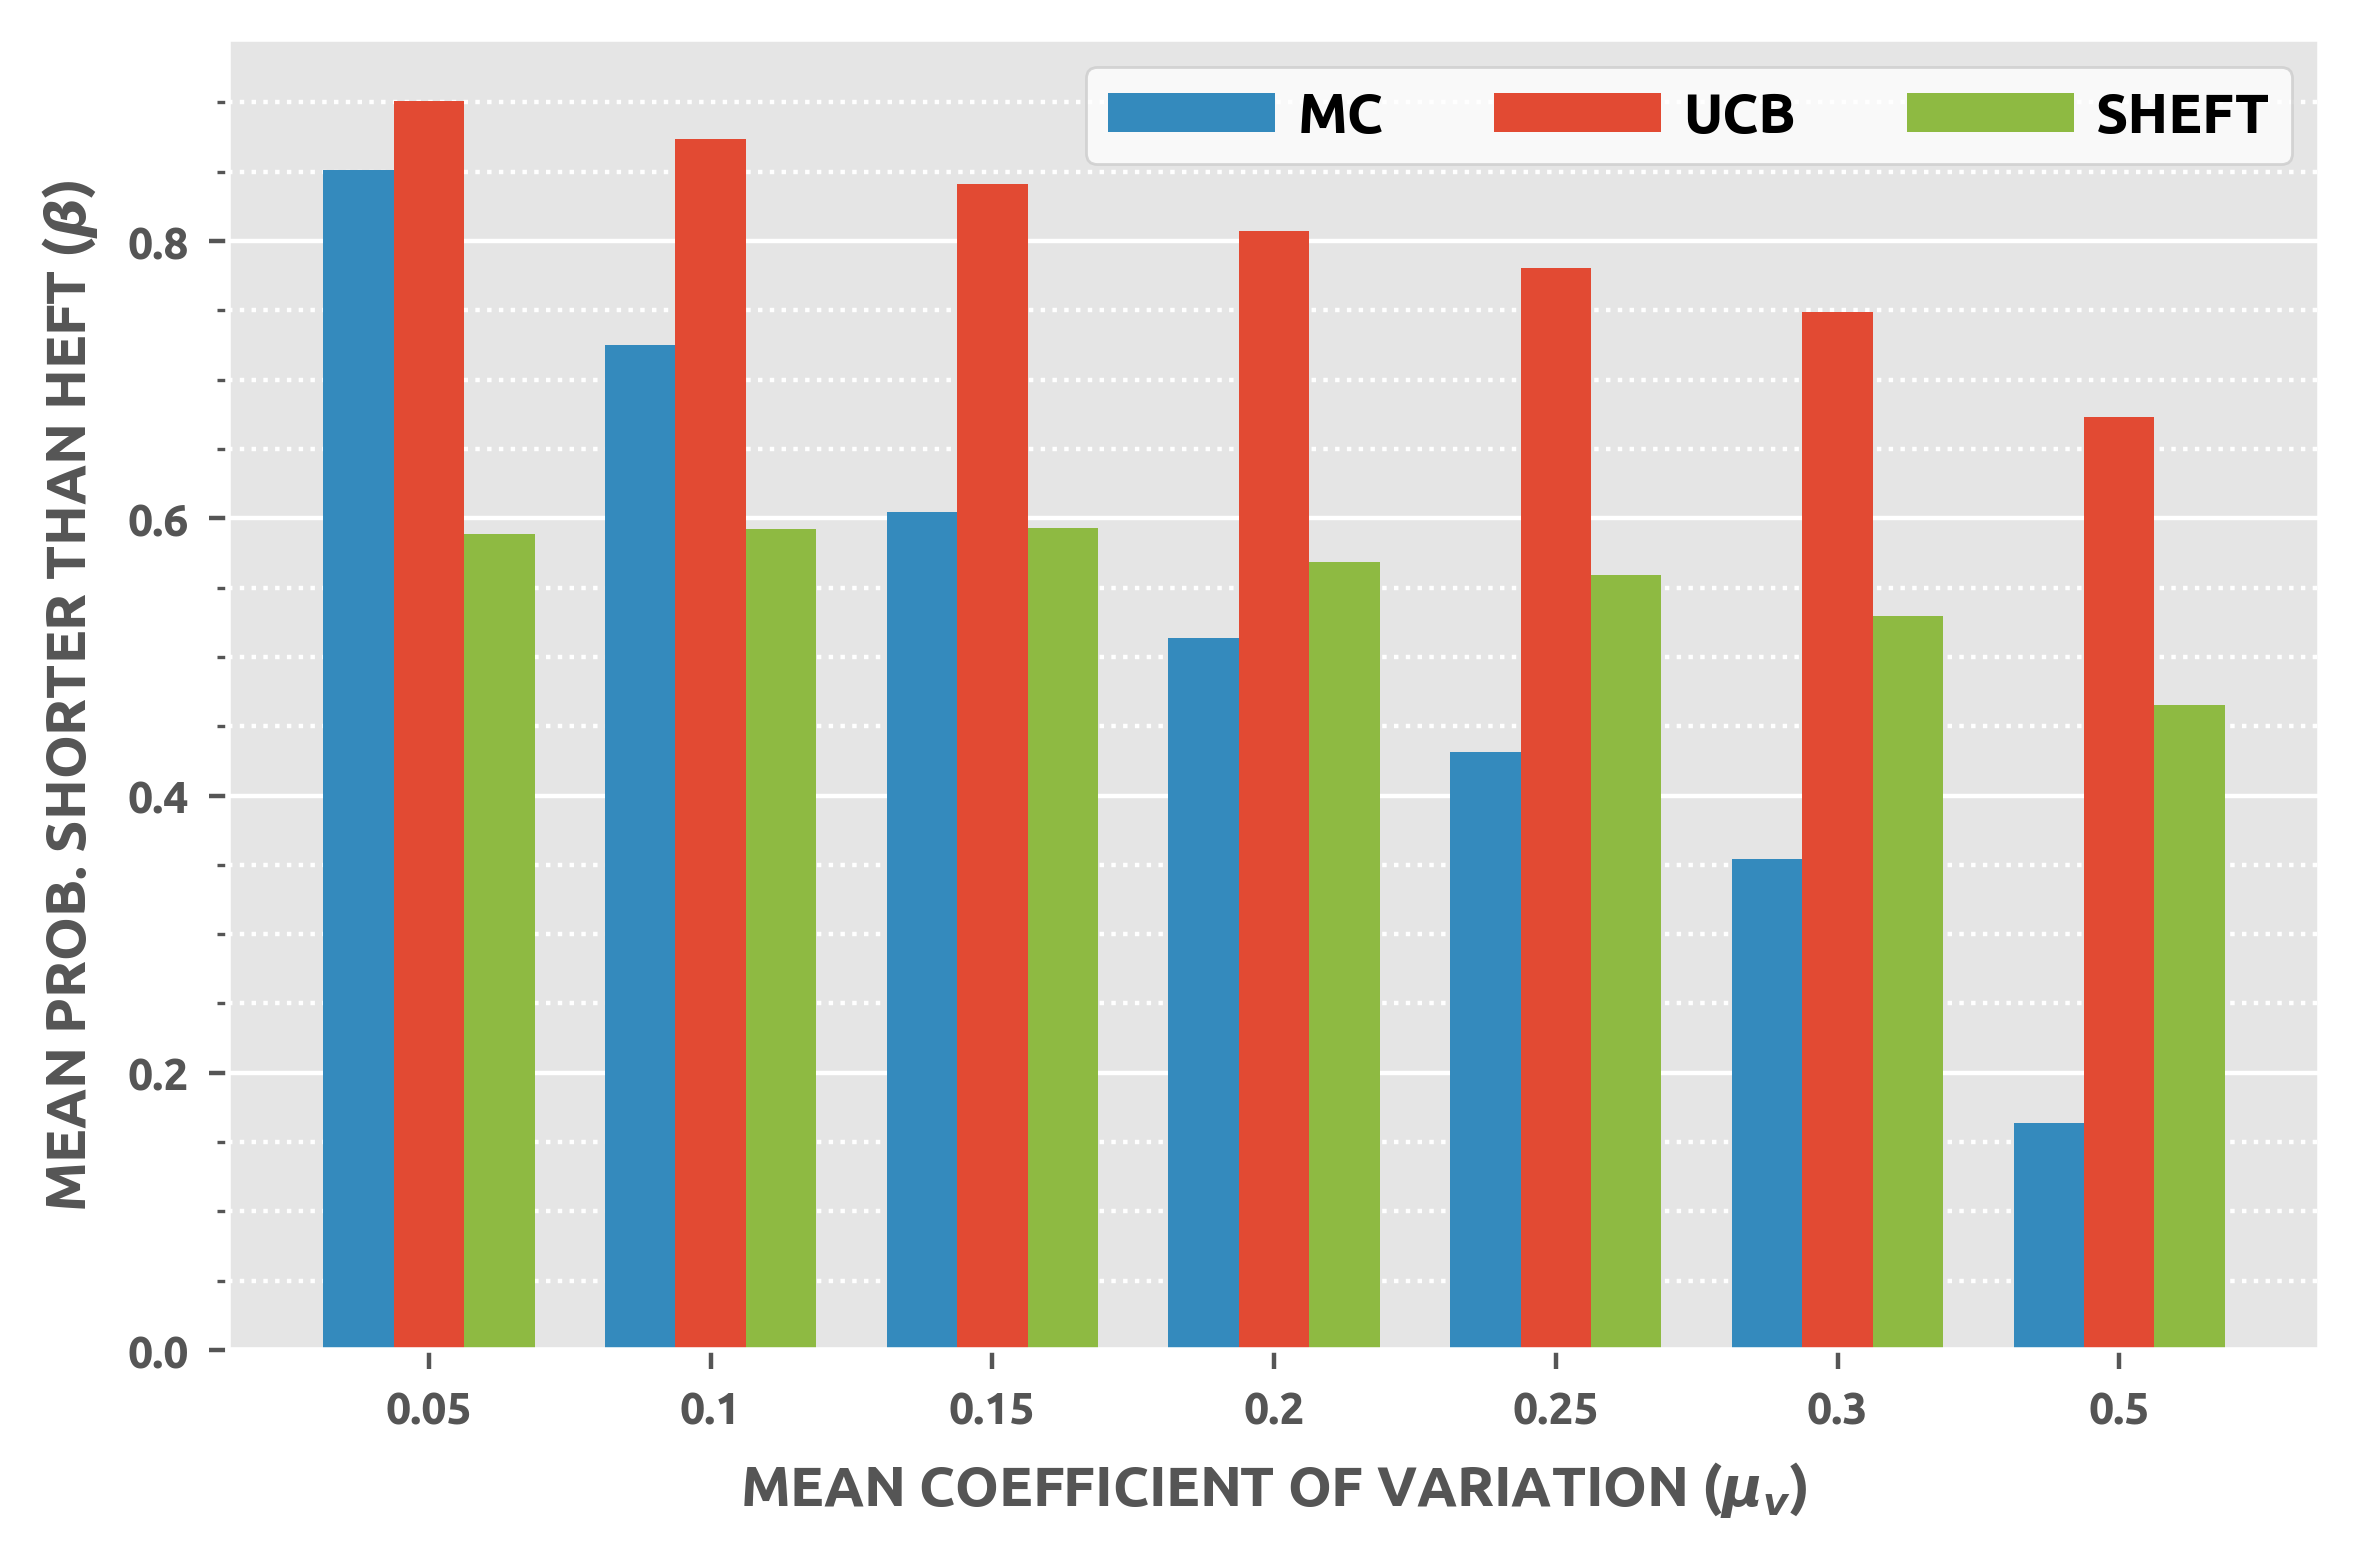 MC UCB SHEFT
MEAN PROB. SHORTER THAN HEFT (β)
0.8
0.6
0.4
0.2
0.0
0.05 0.1 0.15 0.2 0.25 0.3 0.5
MEAN COEFFICIENT OF VARIATION (μᵥ)